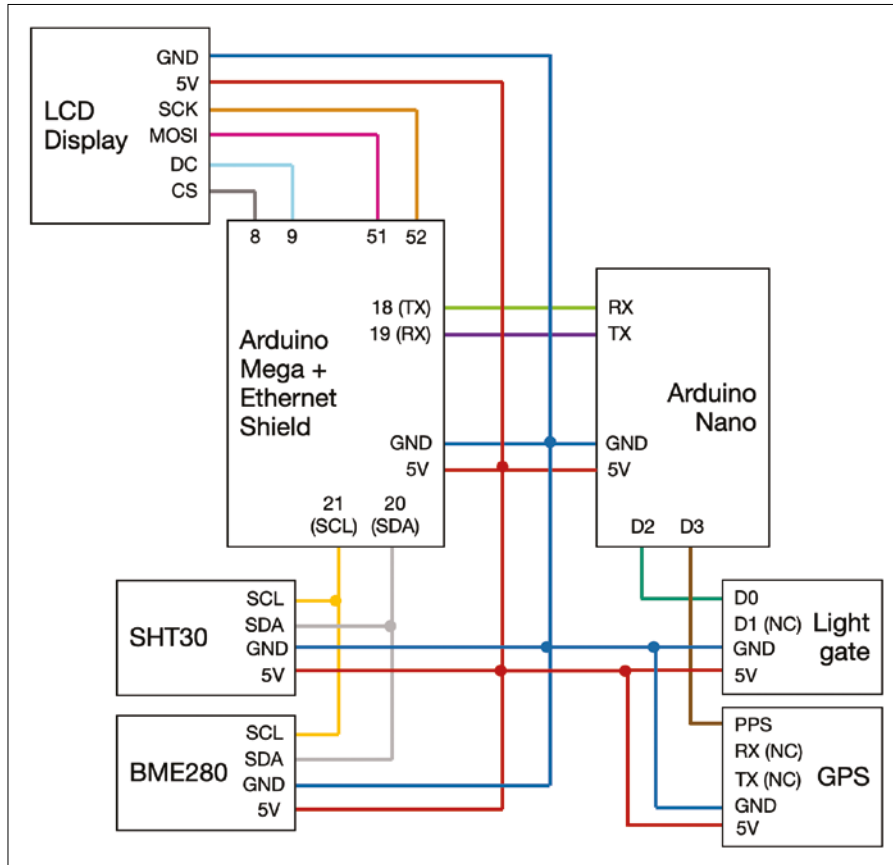 LCD
Display
GND
5V
SCK
MOSI
DC
CS
8 9 51 52
Arduino
Mega +
Ethernet
Shield
18 (TX)
19 (RX)
GND
5V
21
(SCL)
20
(SDA)
RX
TX
Arduino
Nano
GND
5V
D2 D3
SHT30
SCL
SDA
GND
5V
D0
D1 (NC)
GND
5V
Light
gate
BME280
SCL
SDA
GND
5V
PPS
RX (NC)
TX (NC)
GND
5V
GPS